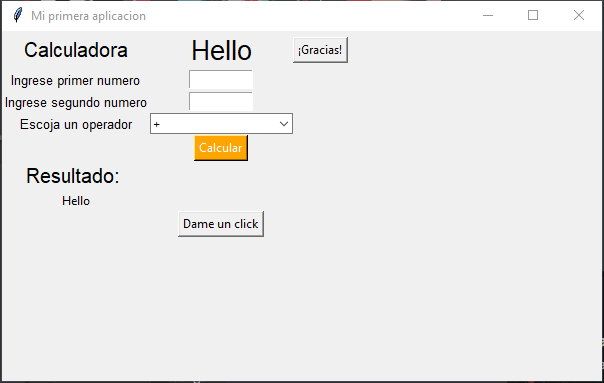 Mi primera aplicacion
Calculadora Hello ¡Gracias!
Ingrese primer numero
Ingrese segundo numero
Escoja un operador +
Calcular
Resultado:
Hello
Dame un click